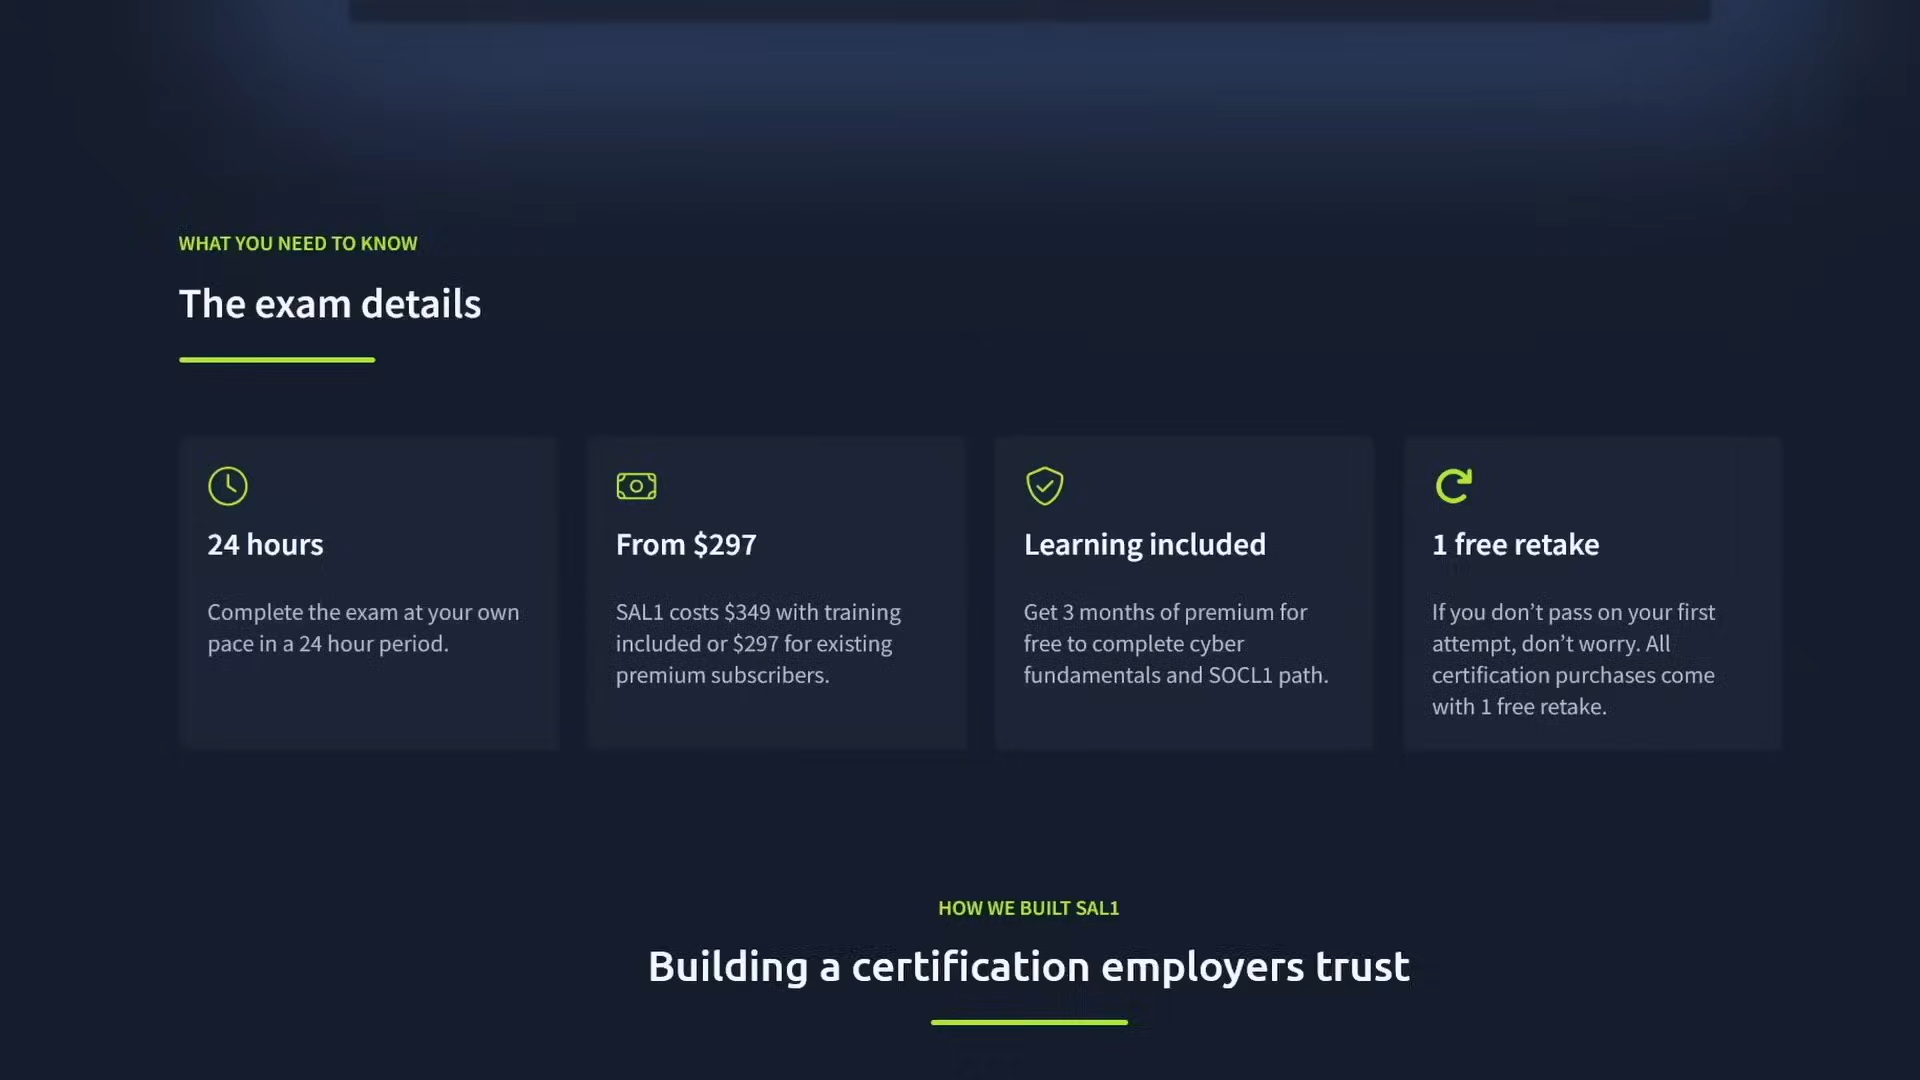 WHAT YOU NEED TO KNOW
The exam details
24 hours
Complete the exam at your own
pace in a 24 hour period.
From $297
SAL1 costs $349 with training
included or $297 for existing
premium subscribers.
Learning included
Get 3 months of premium for
free to complete cyber
fundamentals and SOCL1 path.
1 free retake
If you don’t pass on your first
attempt, don’t worry. All
certification purchases come
with 1 free retake.
HOW WE BUILT SAL1
Building a certification employers trust